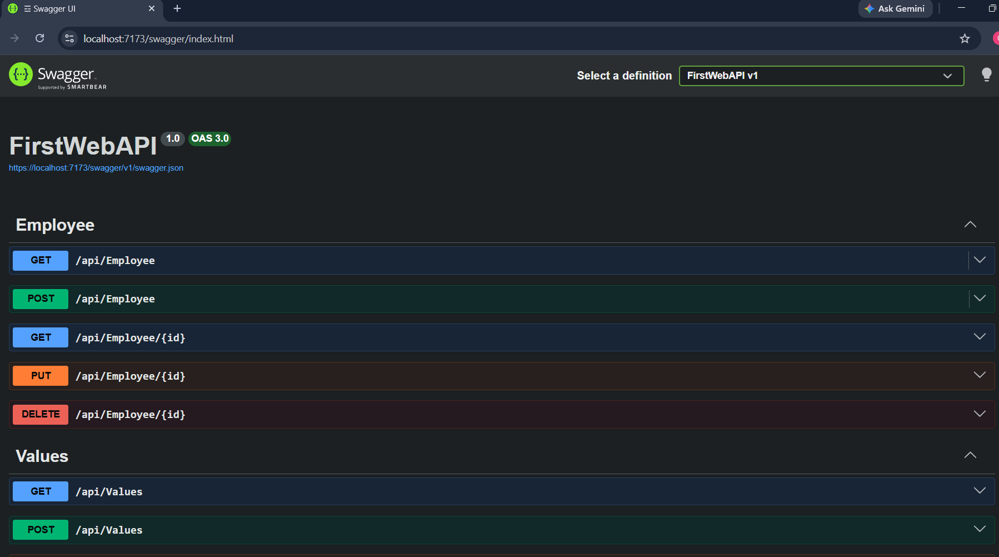 Swagger UI
Ask Gemini
localhost:7173/swagger/index.html
Swagger
Supported by SMARTBEAR
Select a definition
FirstWebAPI v1
FirstWebAPI 1.0 OAS 3.0
https://localhost:7173/swagger/v1/swagger.json
Employee
GET /api/Employee
POST /api/Employee
GET /api/Employee/{id}
PUT /api/Employee/{id}
DELETE /api/Employee/{id}
Values
GET /api/Values
POST /api/Values